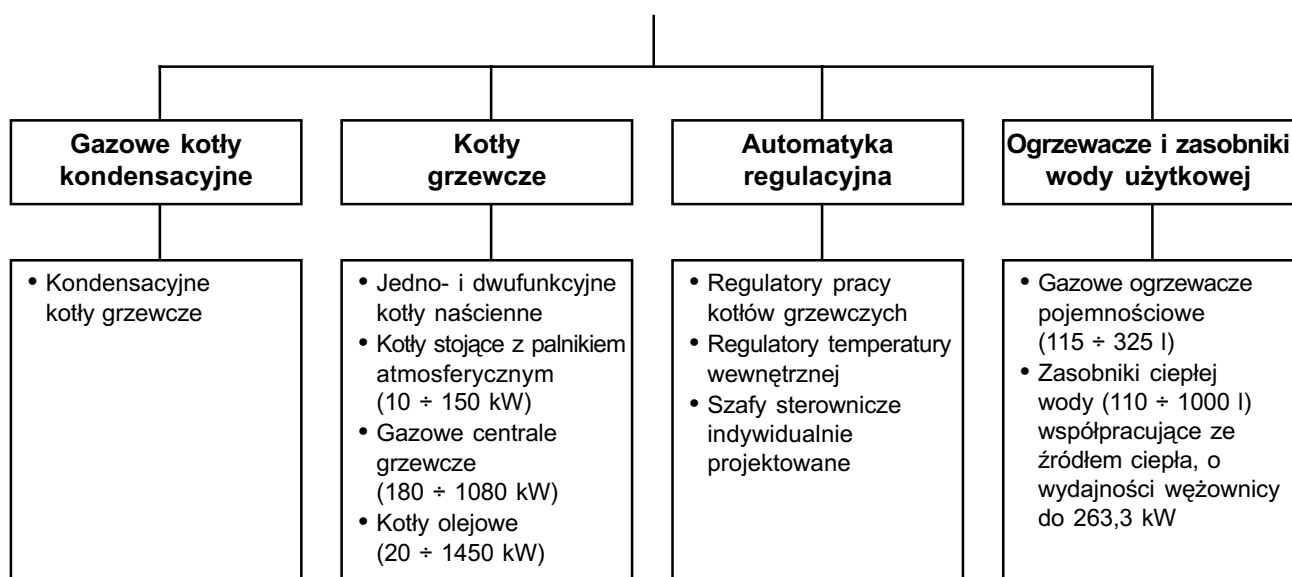 Gazowe kotły
kondensacyjne
Kotły
grzewcze
Automatyka
regulacyjna
Ogrzewacze i zasobniki
wody użytkowej
• Kondensacyjne
kotły grzewcze
• Jedno- i dwufunkcyjne
kotły naścienne
• Kotły stojące z palnikiem
atmosferycznym
(10 ÷ 150 kW)
• Gazowe centrale
grzewcze
(180 ÷ 1080 kW)
• Kotły olejowe
(20 ÷ 1450 kW)
• Regulatory pracy
kotłów grzewczych
• Regulatory temperatury
wewnętrznej
• Szafy sterownicze
indywidualnie
projektowane
• Gazowe ogrzewacze
pojemnościowe
(115 ÷ 325 l)
• Zasobniki ciepłej
wody (110 ÷ 1000 l)
współpracujące ze
źródłem ciepła, o
wydajności wężownicy
do 263,3 kW